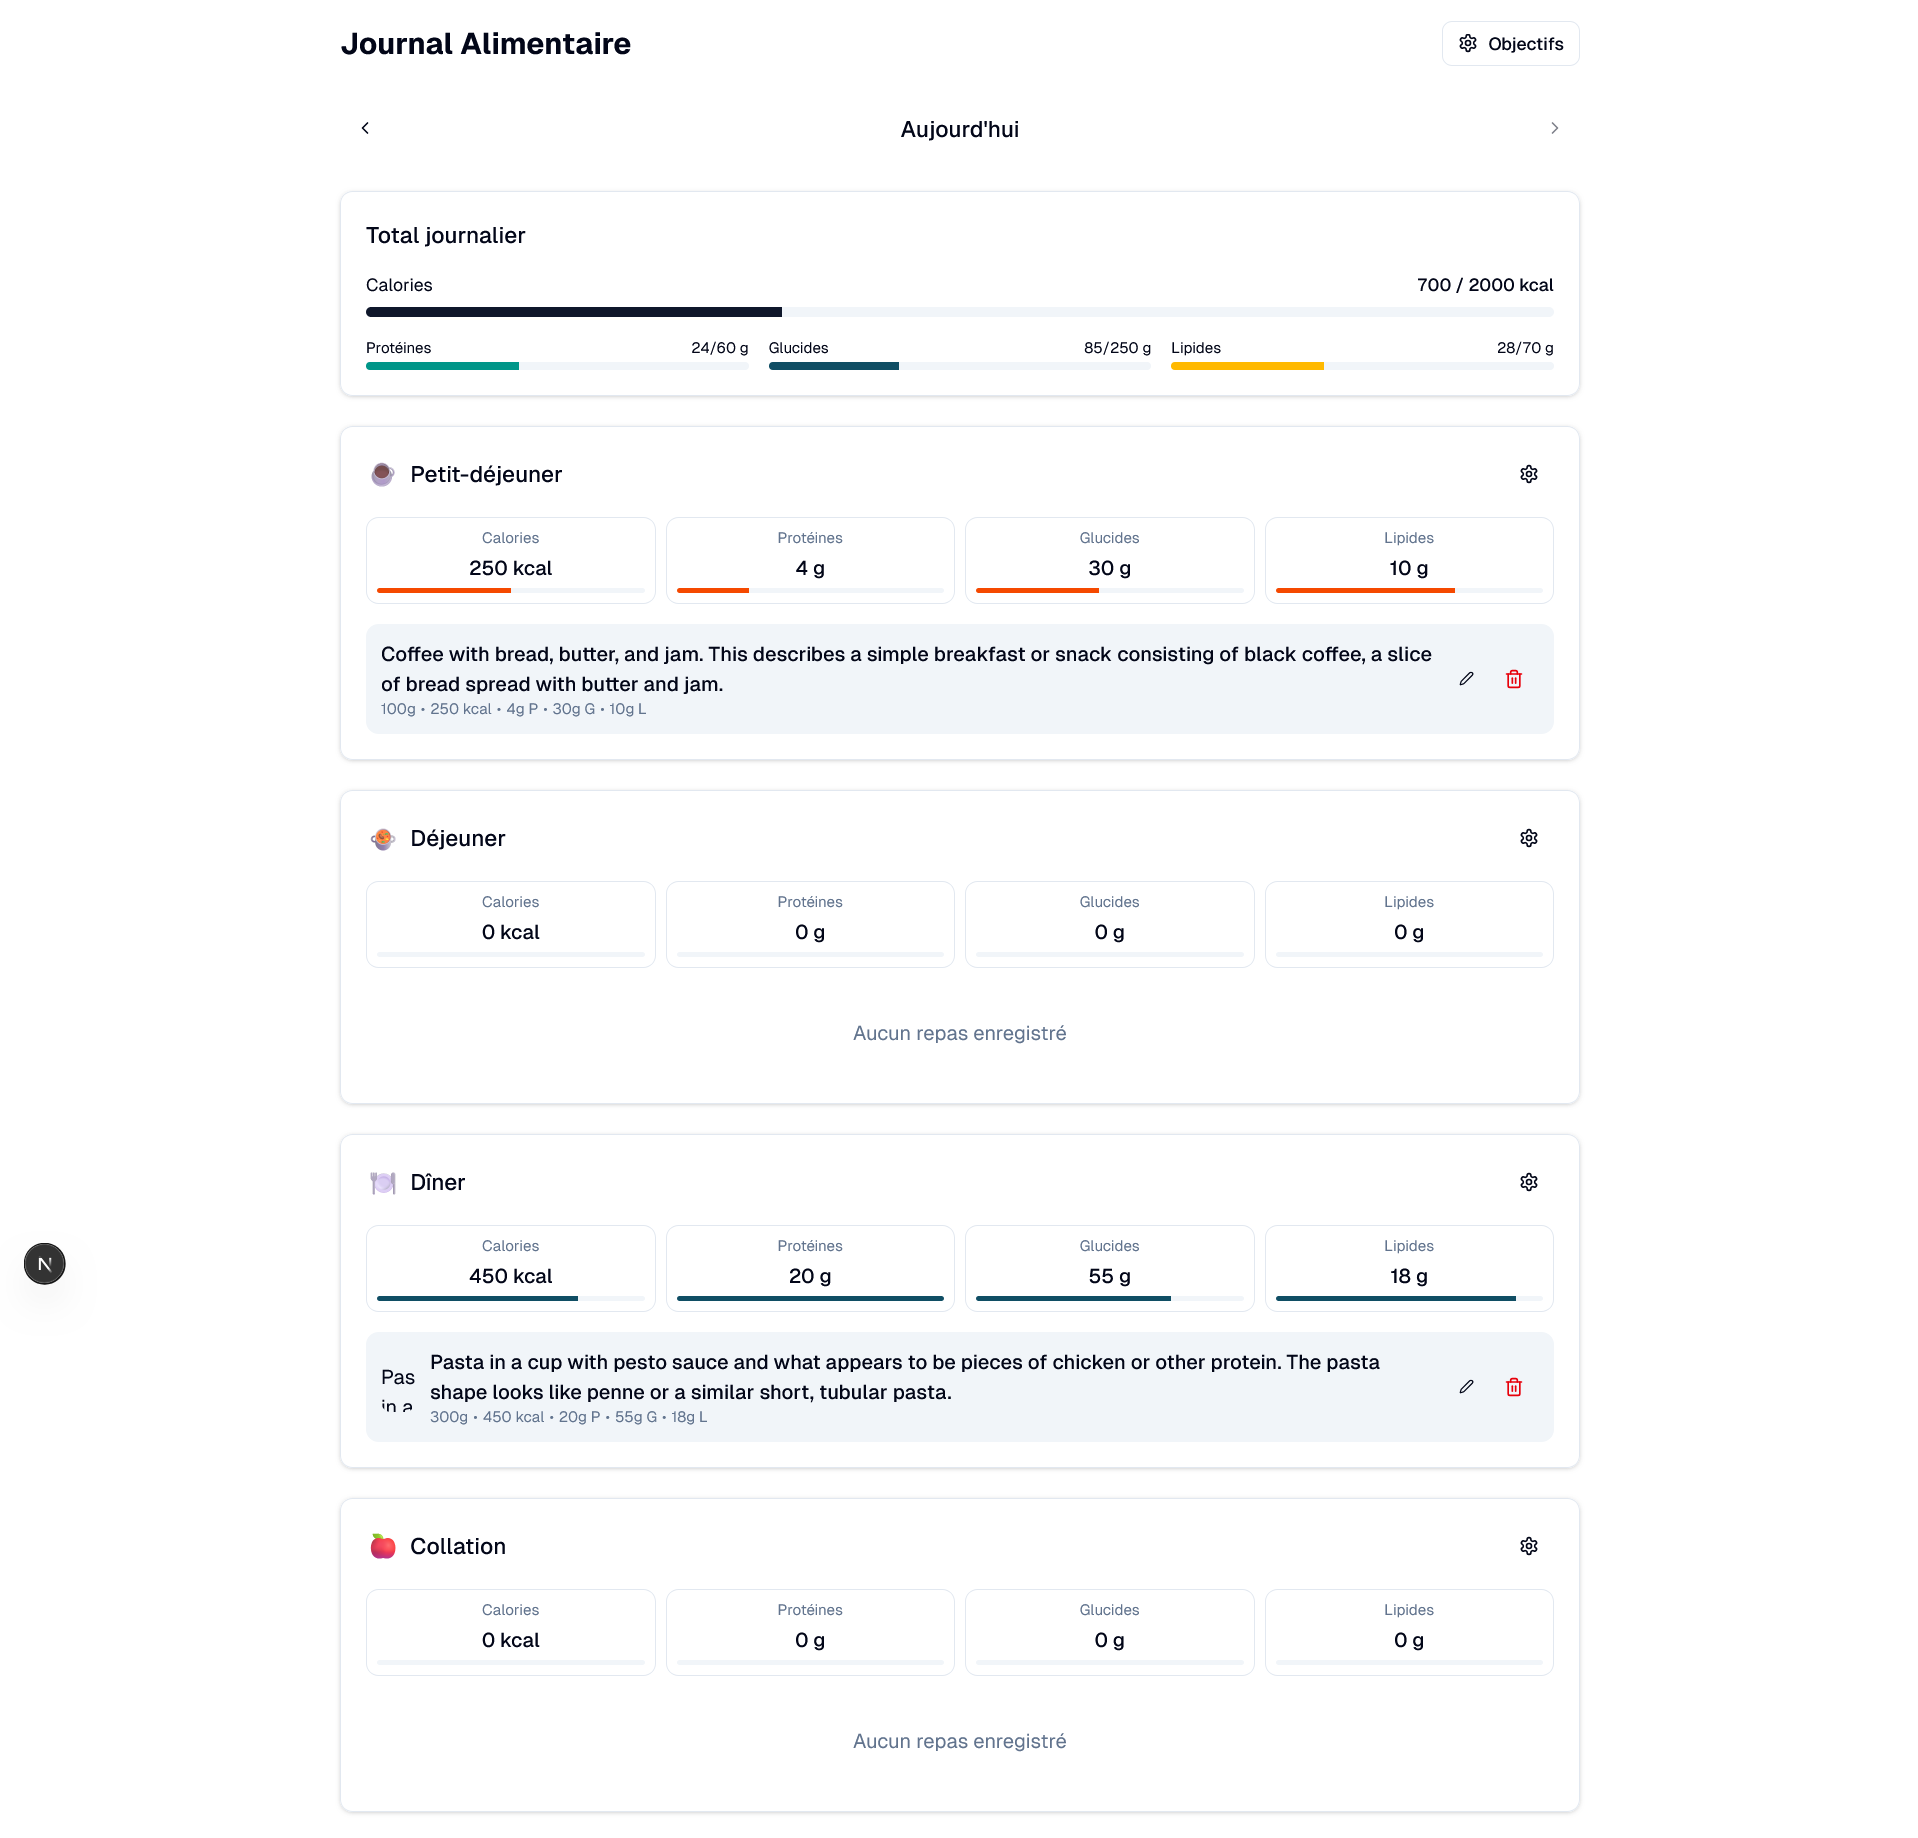 Journal Alimentaire
Objectifs
Aujourd'hui
Total journalier
Calories
700 / 2000 kcal
Protéines
24/60 g
Glucides
85/250 g
Lipides
28/70 g
Petit-déjeuner
Calories
250 kcal
Protéines
4 g
Glucides
30 g
Lipides
10 g
Coffee with bread, butter, and jam. This describes a simple breakfast or snack consisting of black coffee, a slice
of bread spread with butter and jam.
100g • 250 kcal • 4g P • 30g G • 10g L
Déjeuner
Calories
0 kcal
Protéines
0 g
Glucides
0 g
Lipides
0 g
Aucun repas enregistré
Dîner
Calories
450 kcal
Protéines
20 g
Glucides
55 g
Lipides
18 g
Pas
in a
Pasta in a cup with pesto sauce and what appears to be pieces of chicken or other protein. The pasta
shape looks like penne or a similar short, tubular pasta.
300g • 450 kcal • 20g P • 55g G • 18g L
N
Collation
Calories
0 kcal
Protéines
0 g
Glucides
0 g
Lipides
0 g
Aucun repas enregistré